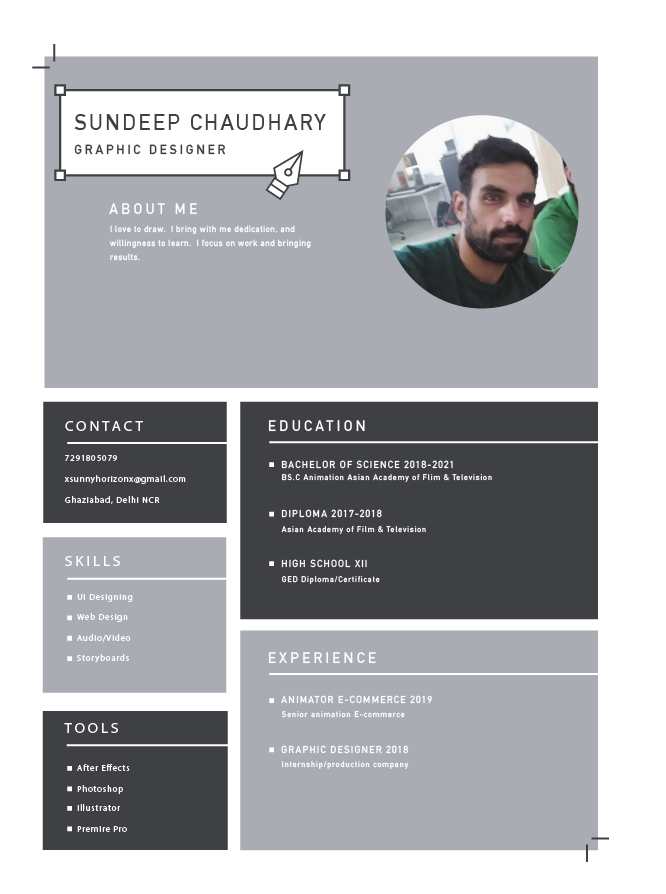 SUNDEEP CHAUDHARY
GRAPHIC DESIGNER
ABOUT ME
I love to draw. I bring with me dedication, and
willingness to learn. I focus on work and bringing
results.
CONTACT
7291805079
xsunnyhorizonx@gmail.com
Ghaziabad, Delhi NCR
SKILLS
UI Designing
Web Design
Audio/Video
Storyboards
TOOLS
After Effects
Photoshop
Illustrator
Premire Pro
EDUCATION
BACHELOR OF SCIENCE 2018-2021
BS.C Animation Asian Academy of Flim & Television
DIPLOMA 2017-2018
Asian Academy of Film & Television
HIGH SCHOOL XII
GED Diploma/Certificate
EXPERIENCE
ANIMATOR E-COMMERCE 2019
Senior animation E-commerce
GRAPHIC DESIGNER 2018
Internship/production company